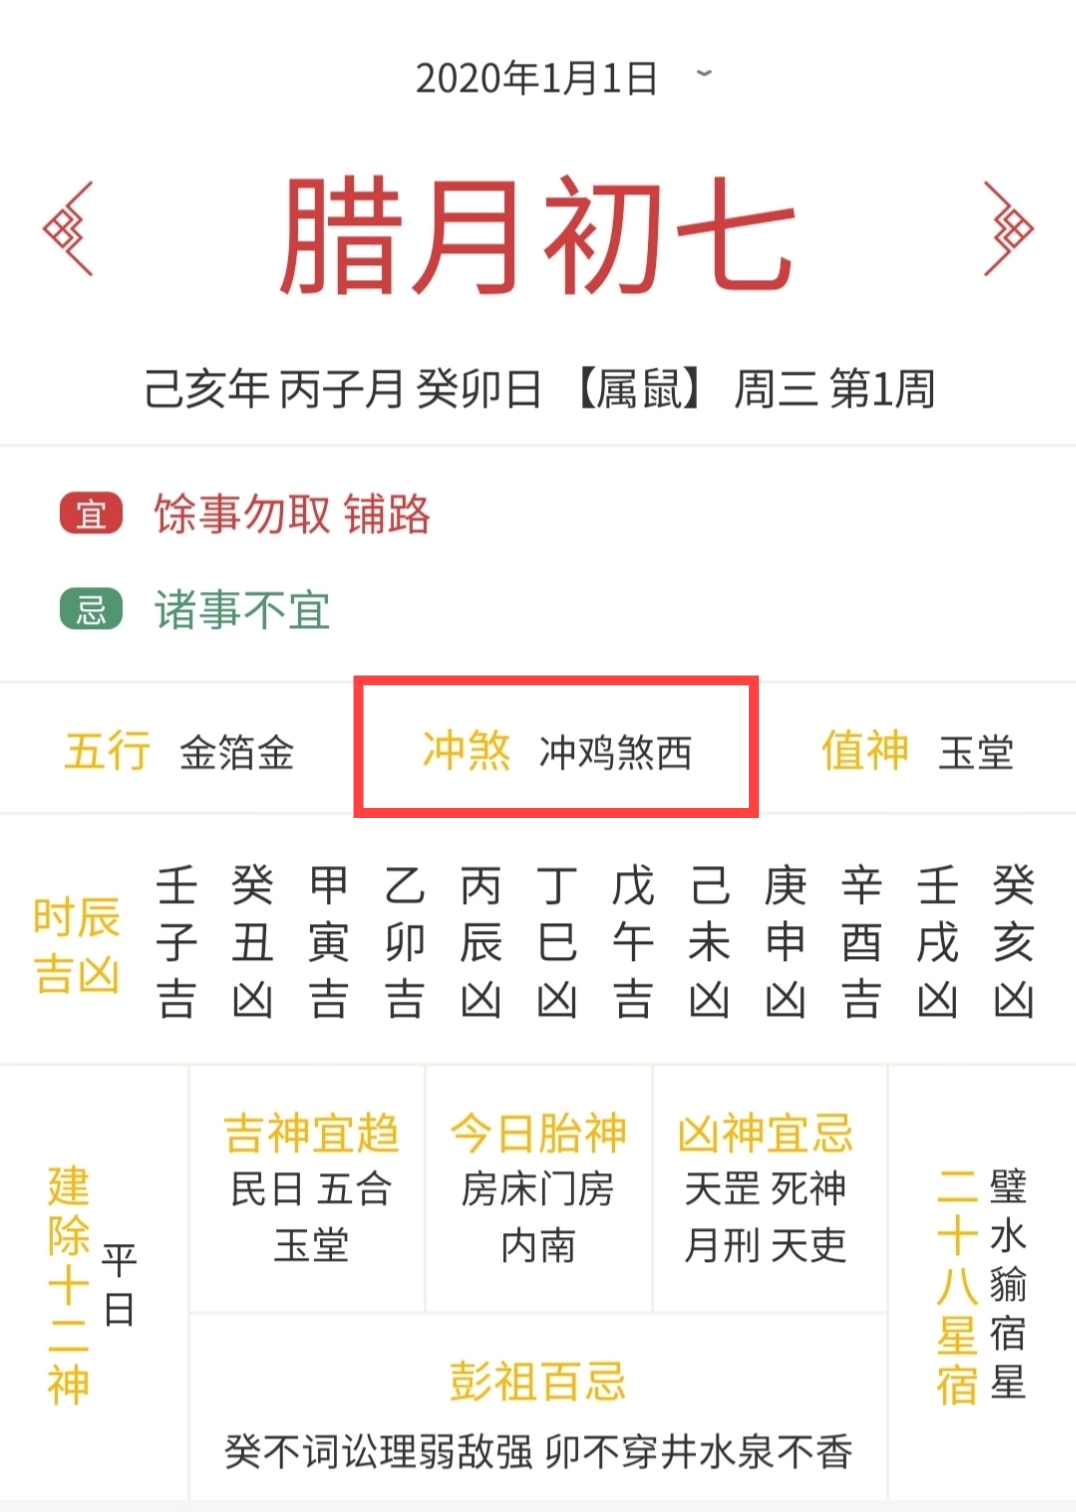 2020年1月1日
腊月初七
己亥年 丙子月 癸卯日 【属鼠】 周三 第1周
宜 馀事勿取 铺路
忌 诸事不宜
五行 金箔金
冲煞 冲鸡煞西
值神 玉堂
时辰
吉凶
壬子吉
癸丑凶
甲寅吉
乙卯吉
丙辰凶
丁巳凶
戊午吉
己未凶
庚申凶
辛酉吉
壬戌凶
癸亥凶
建除十二神
平日
吉神宜趋
民日 五合
玉堂
今日胎神
房床门房
内南
凶神宜忌
天罡 死神
月刑 天吏
二十八星宿
璧水貐宿星
彭祖百忌
癸不词讼理弱敌强 卯不穿井水泉不香